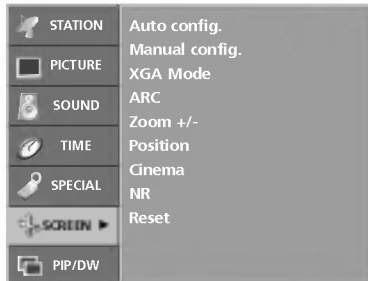 STATION
PICTURE
SOUND
TIME
SPECIAL
SCREEN
PIP/DW
Auto config.
Manual config.
XGA Mode
ARC
Zoom +/-
Position
Cinema
NR
Reset